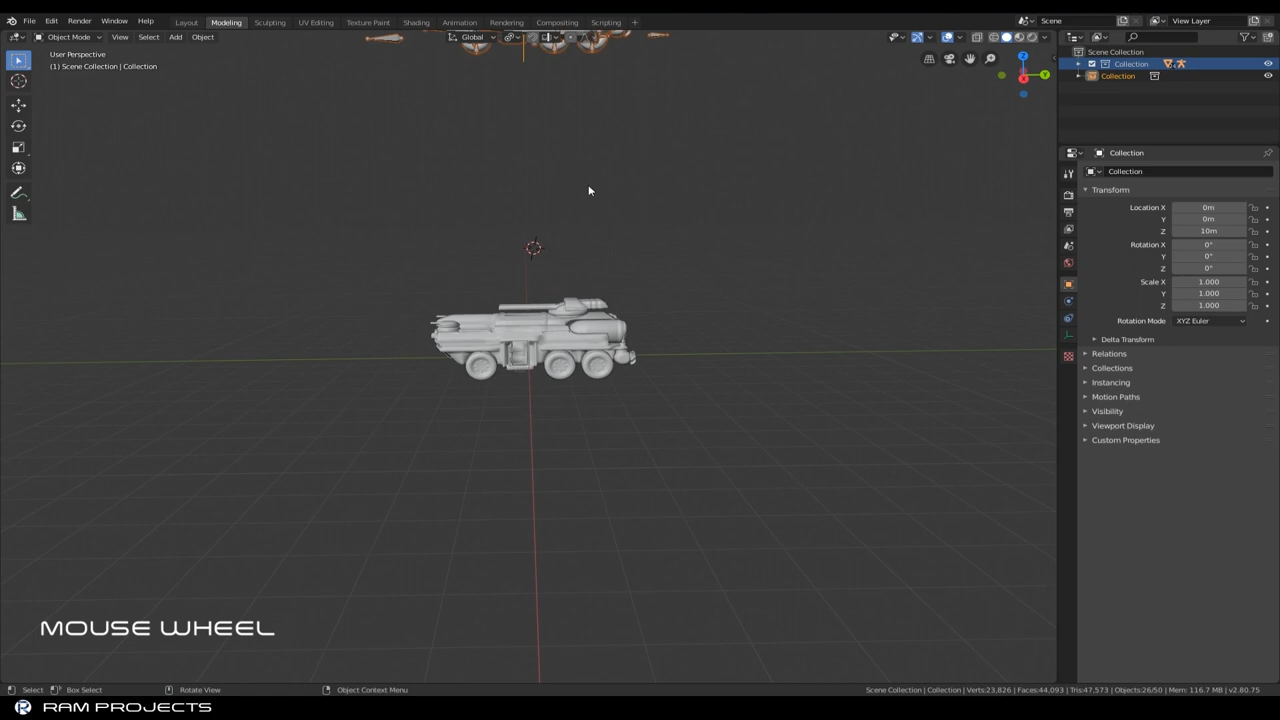 File Edit Render Window Help Layout Modeling Sculpting UV Editing Texture Paint Shading Animation Rendering Compositing Scripting + Scene View Layer
Object Mode View Select Add Object Global
User Perspective
(1) Scene Collection | Collection
Scene Collection
Collection
Collection
Z
Y
X
Collection
Collection
Transform
Location X 0m
Y 0m
Z 10m
Rotation X 0°
Y 0°
Z 0°
Scale X 1.000
Y 1.000
Z 1.000
Rotation Mode XYZ Euler
Delta Transform
Relations
Collections
Instancing
Motion Paths
Visibility
Viewport Display
Custom Properties
MOUSE WHEEL
Select Box Select Rotate View Object Context Menu Scene Collection | Collection | Verts:23,826 | Faces:44,093 | Tris:47,573 | Objects:26/50 | Mem: 116.7 MB | v2.80.75
RAM PROJECTS